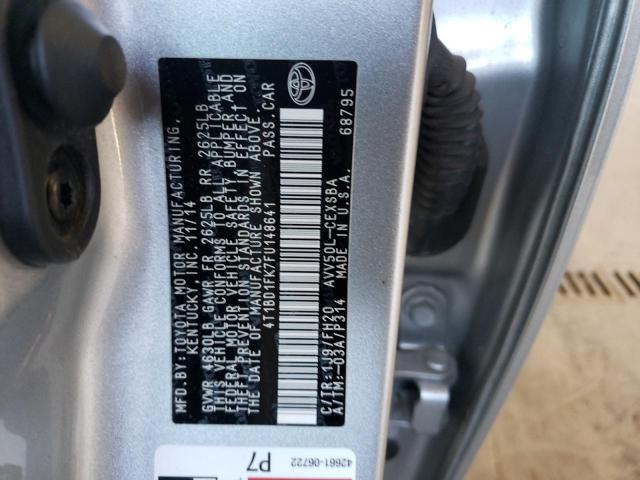 MFD.BY:TOYOTA MOTOR MANUFACTURING,
KENTUCKY, INC. 11/14
GVWR 4630LB GAWR FR 2625LB RR 2625LB
THIS VEHICLE CONFORMS TO ALL APPLICABLE
FEDERAL MOTOR VEHICLE SAFETY, BUMPER, AND
THEFT PREVENTION STANDARDS IN EFFECT ON
THE DATE OF MANUFACTURE SHOWN ABOVE.
4T1BD1FK7FU148641 PASS.CAR
C/TR:1J9/FH20 AVV50L-CEXSBA
A/TM:-03A/P314 MADE IN U.S.A. 68795
P7
42661-06722